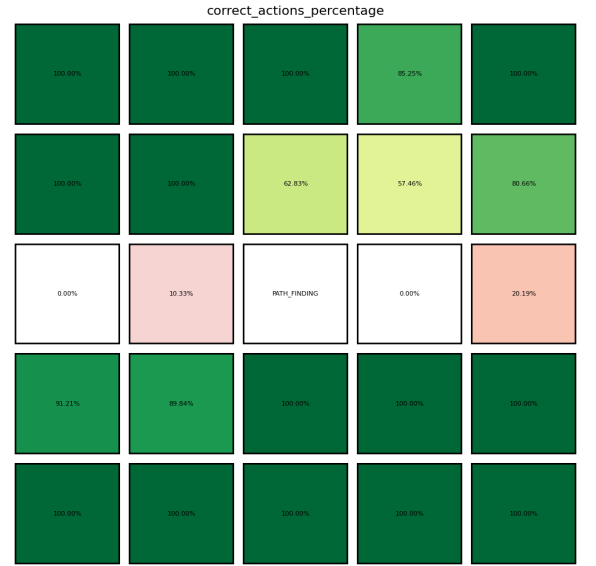 correct_actions_percentage
100.00% 100.00% 100.00% 85.25% 100.00%
100.00% 100.00% 62.83% 57.46% 80.66%
0.00% 10.33% PATH_FINDING 0.00% 20.19%
91.21% 89.84% 100.00% 100.00% 100.00%
100.00% 100.00% 100.00% 100.00% 100.00%